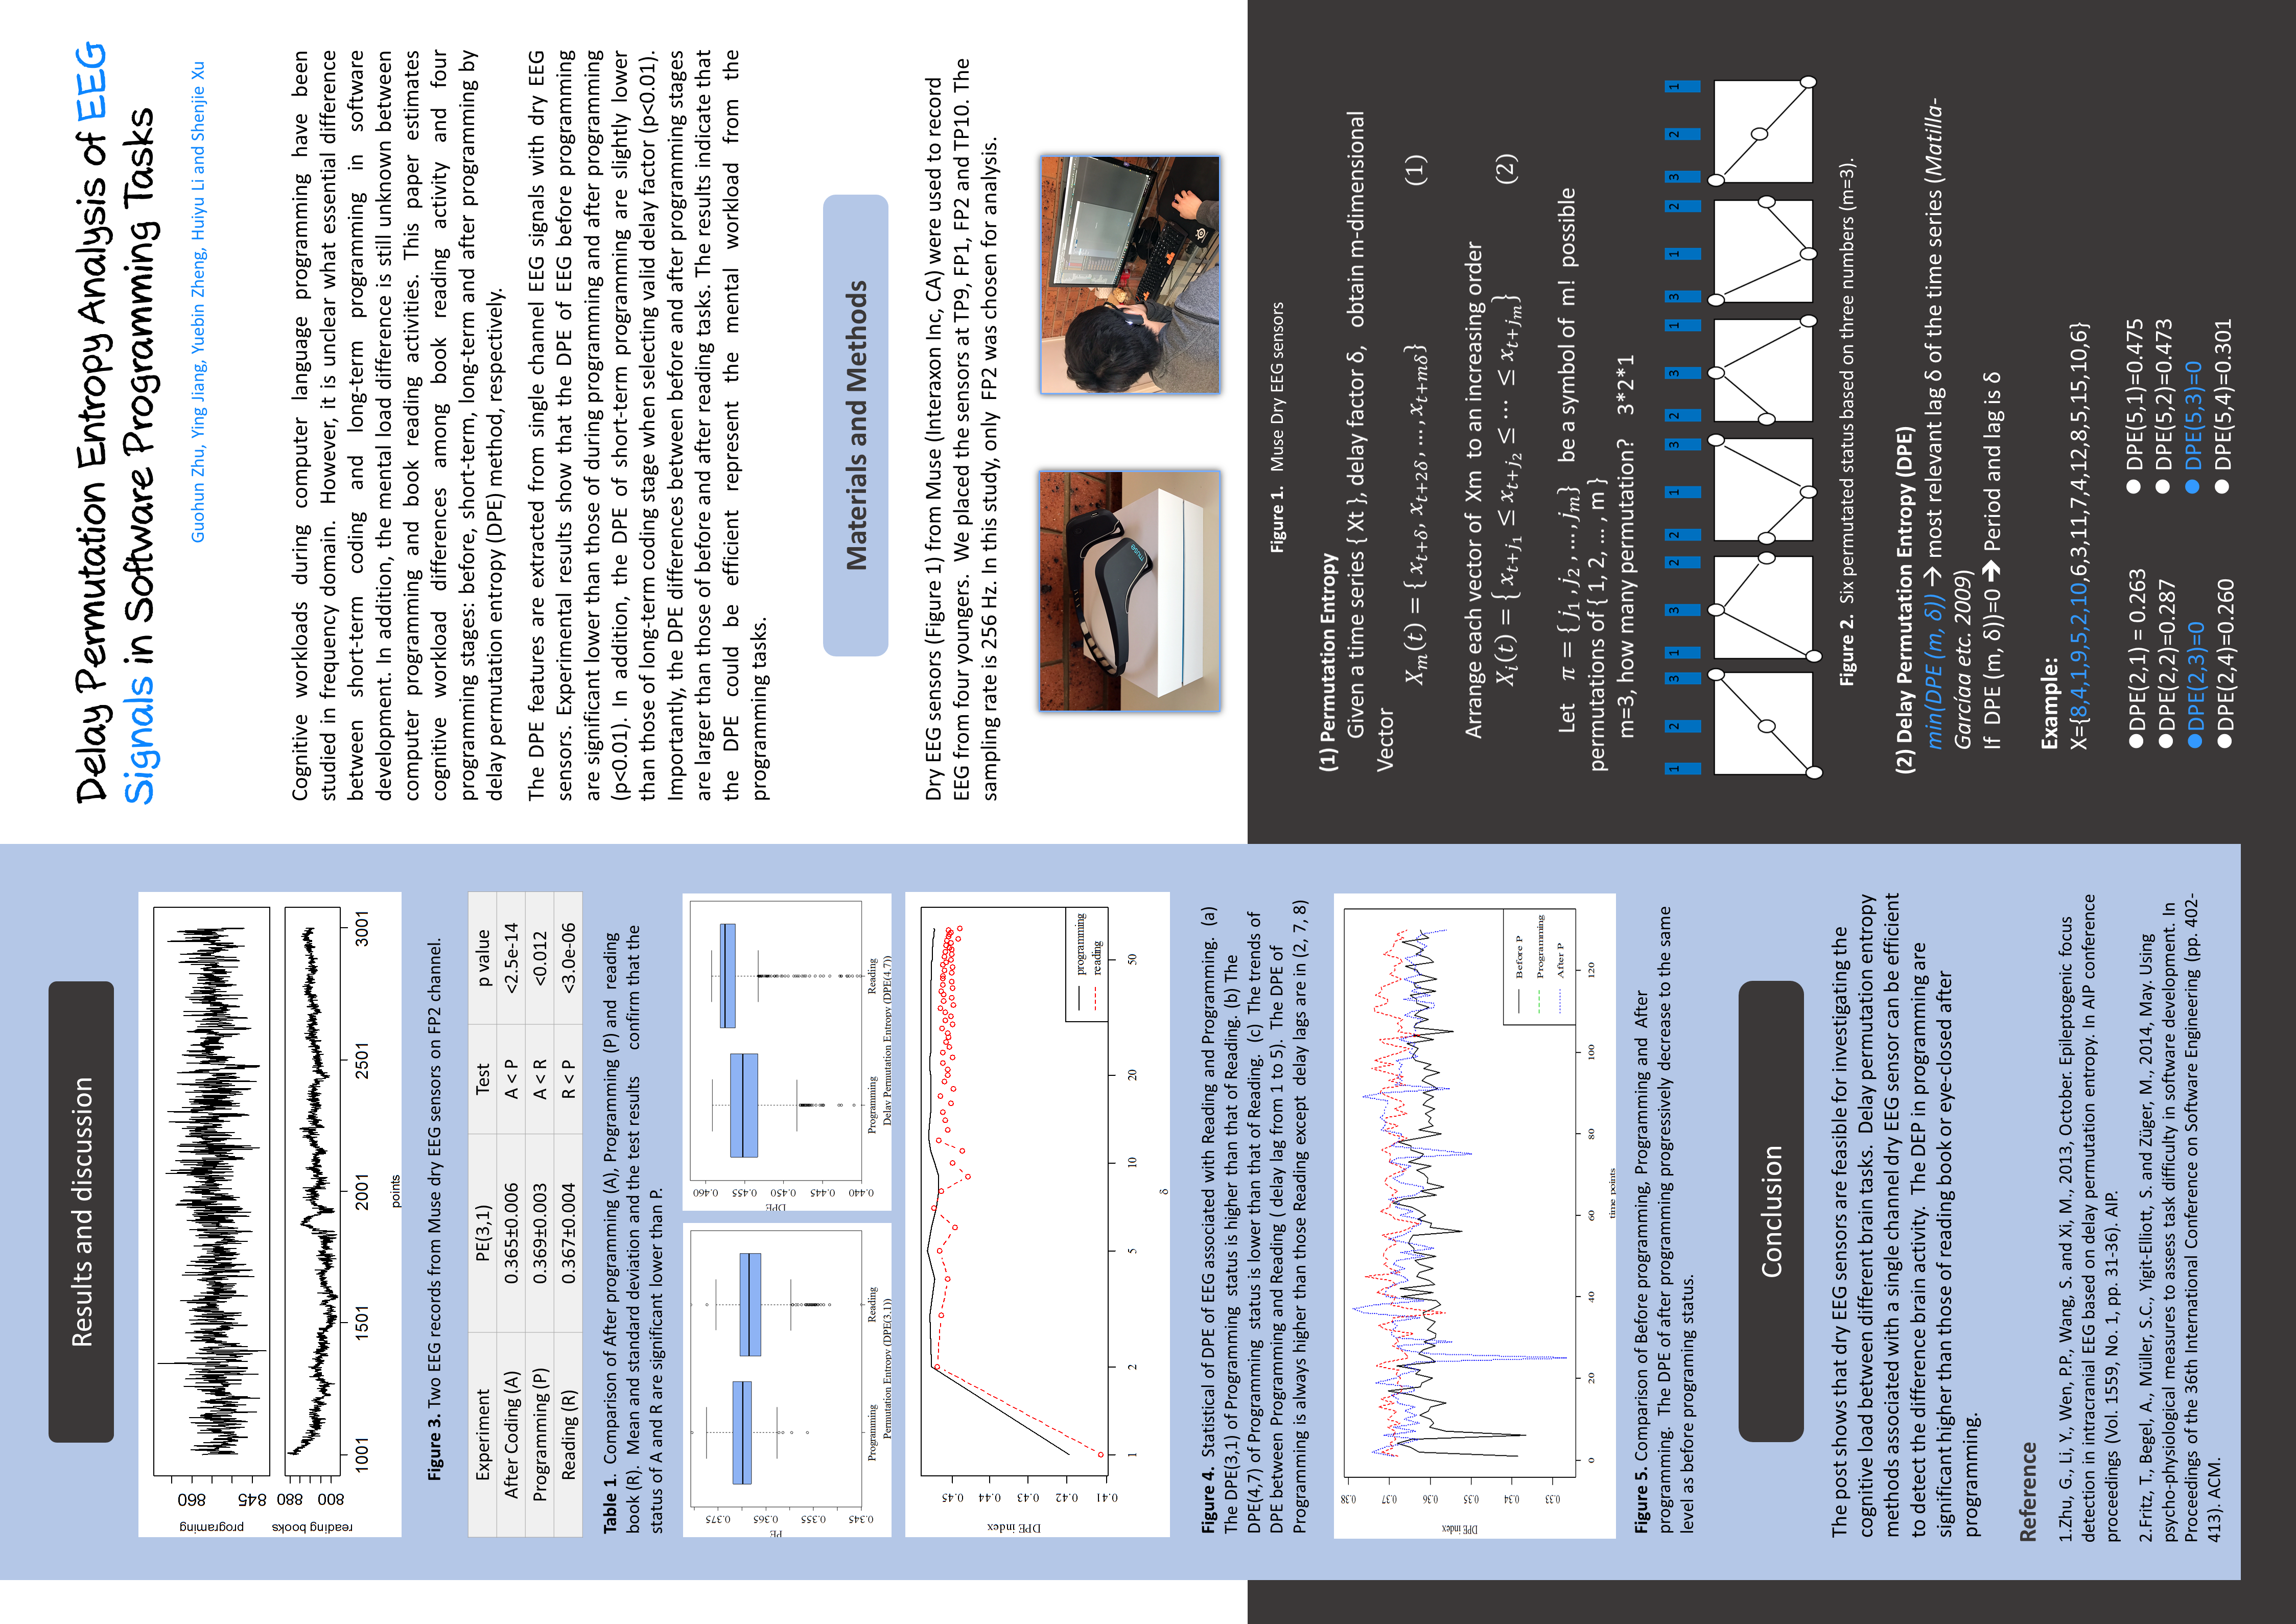 Delay Permutation Entropy Analysis of EEG
Signals in Software Programming Tasks
Guohun Zhu, Ying Jiang, Yuebin Zheng, Huiyu Li and Shenjie Xu
Cognitive workloads during computer language programming have been
studied in frequency domain. However, it is unclear what essential difference
between short-term coding and long-term programming in software
development. In addition, the mental load difference is still unknown between
computer programming and book reading activities. This paper estimates
cognitive workload differences among book reading activity and four
programming stages: before, short-term, long-term and after programming by
delay permutation entropy (DPE) method, respectively.
The DPE features are extracted from single channel EEG signals with dry EEG
sensors. Experimental results show that the DPE of EEG before programming
are significant lower than those of during programming and after programming
(p<0.01). In addition, the DPE of short-term programming are slightly lower
than those of long-term coding stage when selecting valid delay factor (p<0.01).
Importantly, the DPE differences between before and after programming stages
are larger than those of before and after reading tasks. The results indicate that
the DPE could be efficient represent the mental workload from the
programming tasks.
Materials and Methods
Dry EEG sensors (Figure 1) from Muse (Interaxon Inc, CA) were used to record
EEG from four youngers. We placed the sensors at TP9, FP1, FP2 and TP10. The
sampling rate is 256 Hz. In this study, only FP2 was chosen for analysis.
muse
Figure 1. Muse Dry EEG sensors
(1) Permutation Entropy
Given a time series { Xt }, delay factor δ, obtain m-dimensional
Vector
X_m(t) = { x_{t+δ}, x_{t+2δ}, …, x_{t+mδ} } (1)
Arrange each vector of Xm to an increasing order
X_i(t) = { x_{t+j_1} ≤ x_{t+j_2} ≤ ⋯ ≤ x_{t+j_m} } (2)
Let π = { j_1, j_2, …, j_m } be a symbol of m! possible
permutations of { 1, 2, …, m }
m=3, how many permutation? 3*2*1
1 2 3 1 3 2 2 1 3 2 3 1 3 1 2 3 2 1
Figure 2. Six permutated status based on three numbers (m=3).
(2) Delay Permutation Entropy (DPE)
min(DPE (m, δ)) → most relevant lag δ of the time series (Matilla-
Garcíaa etc. 2009)
If DPE (m, δ))=0 → Period and lag is δ
Example:
X={8,4,1,9,5,2,10,6,3,11,7,4,12,8,5,15,10,6}
●DPE(2,1) = 0.263
●DPE(2,2)=0.287
●DPE(2,3)=0
●DPE(2,4)=0.260
● DPE(5,1)=0.475
● DPE(5,2)=0.473
● DPE(5,3)=0
● DPE(5,4)=0.301
Results and discussion
programing
845 860
reading books
800 880
1001 1501 2001 2501 3001
points
Figure 3. Two EEG records from Muse dry EEG sensors on FP2 channel.
Experiment PE(3,1) Test p value
After Coding (A) 0.365±0.006 A < P <2.5e-14
Programming (P) 0.369±0.003 A < R <0.012
Reading (R) 0.367±0.004 R < P <3.0e-06
Table 1. Comparison of After programming (A), Programming (P) and reading
book (R). Mean and standard deviation and the test results confirm that the
status of A and R are significant lower than P.
PE
0.345 0.355 0.365 0.375
Programming Reading
Permutation Entropy (DPE(3,1))
DPE
0.440 0.445 0.450 0.455 0.460
Programming Reading
Delay Permutation Entropy (DPE(4,7))
DPE index
0.41 0.42 0.43 0.44 0.45
programming
reading
1 2 5 10 20 50
δ
Figure 4. Statistical of DPE of EEG associated with Reading and Programming. (a)
The DPE(3,1) of Programming status is higher than that of Reading. (b) The
DPE(4,7) of Programming status is lower than that of Reading. (c) The trends of
DPE between Programming and Reading ( delay lag from 1 to 5). The DPE of
Programming is always higher than those Reading except delay lags are in (2, 7, 8)
DPE index
0.33 0.34 0.35 0.36 0.37 0.38
Before P
Programming
After P
0 20 40 60 80 100 120
time points
Figure 5. Comparison of Before programming, Programming and After
programming. The DPE of after programming progressively decrease to the same
level as before programing status.
Conclusion
The post shows that dry EEG sensors are feasible for investigating the
cognitive load between different brain tasks. Delay permutation entropy
methods associated with a single channel dry EEG sensor can be efficient
to detect the difference brain activity. The DEP in programming are
significant higher than those of reading book or eye-closed after
programming.
Reference
1.Zhu, G., Li, Y., Wen, P.P., Wang, S. and Xi, M., 2013, October. Epileptogenic focus
detection in intracranial EEG based on delay permutation entropy. In AIP conference
proceedings (Vol. 1559, No. 1, pp. 31-36). AIP.
2.Fritz, T., Begel, A., Müller, S.C., Yigit-Elliott, S. and Züger, M., 2014, May. Using
psycho-physiological measures to assess task difficulty in software development. In
Proceedings of the 36th International Conference on Software Engineering (pp. 402-
413). ACM.